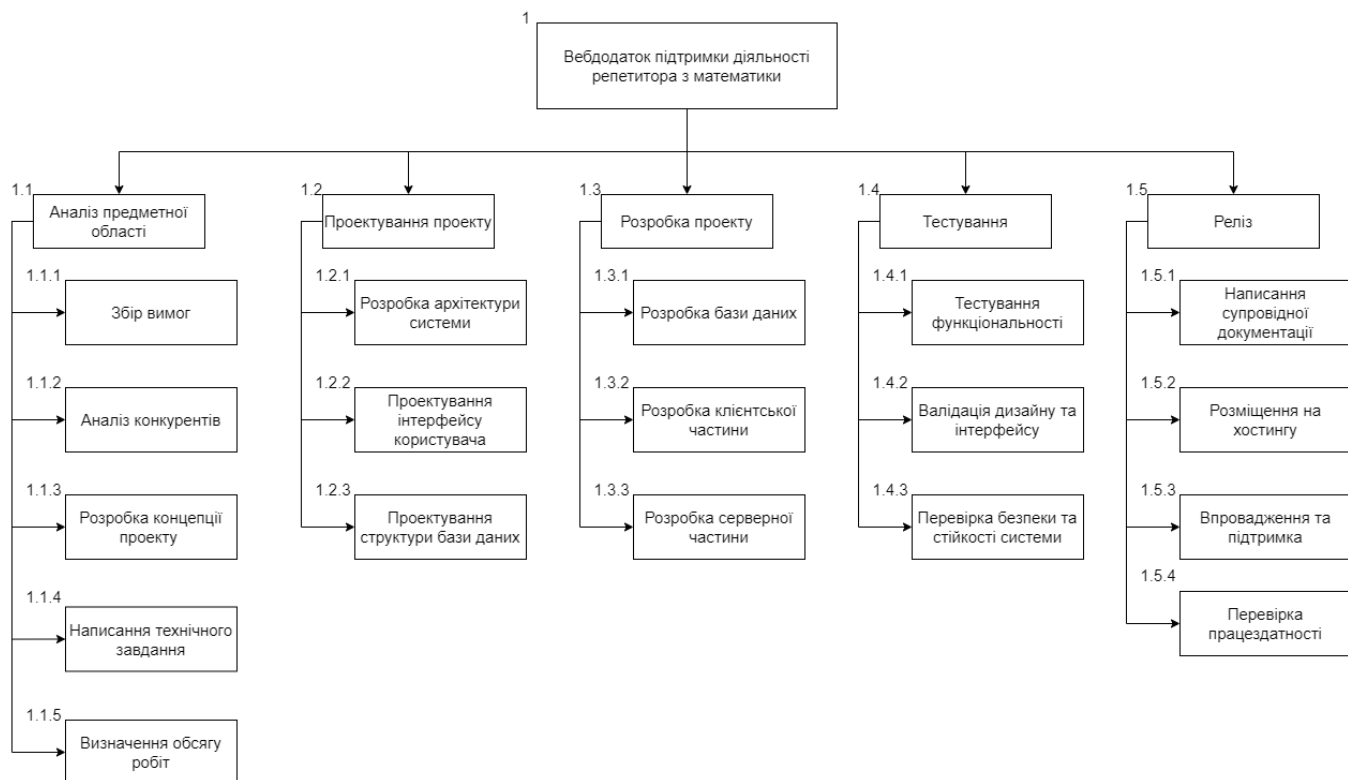 1
Вебдодаток підтримки діяльності
репетитора з математики
1.1
Аналіз предметної
області
1.1.1
Збір вимог
1.1.2
Аналіз конкурентів
1.1.3
Розробка концепції
проекту
1.1.4
Написання технічного
завдання
1.1.5
Визначення обсягу
робіт
1.2
Проектування проекту
1.2.1
Розробка архітектури
системи
1.2.2
Проектування
інтерфейсу
користувача
1.2.3
Проектування
структури бази даних
1.3
Розробка проекту
1.3.1
Розробка бази даних
1.3.2
Розробка клієнтської
частини
1.3.3
Розробка серверної
частини
1.4
Тестування
1.4.1
Тестування
функціональності
1.4.2
Валідація дизайну та
інтерфейсу
1.4.3
Перевірка безпеки та
стійкості системи
1.5
Реліз
1.5.1
Написання
супровідної
документації
1.5.2
Розміщення на
хостингу
1.5.3
Впровадження та
підтримка
1.5.4
Перевірка
працездатності